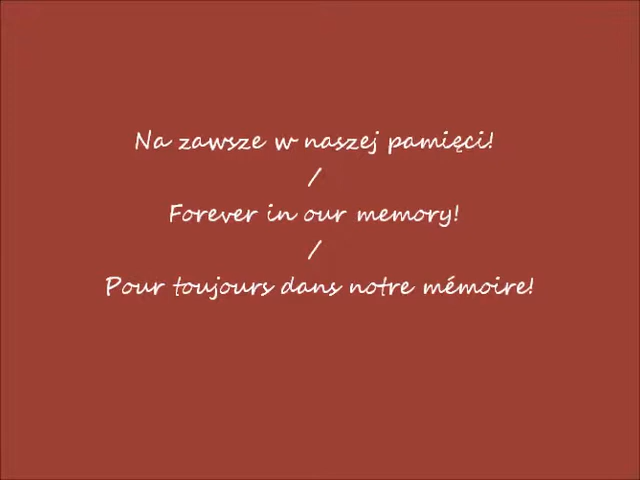 Na zawsze w naszej pamięci!
/
Forever in our memory!
/
Pour toujours dans notre mémoire!